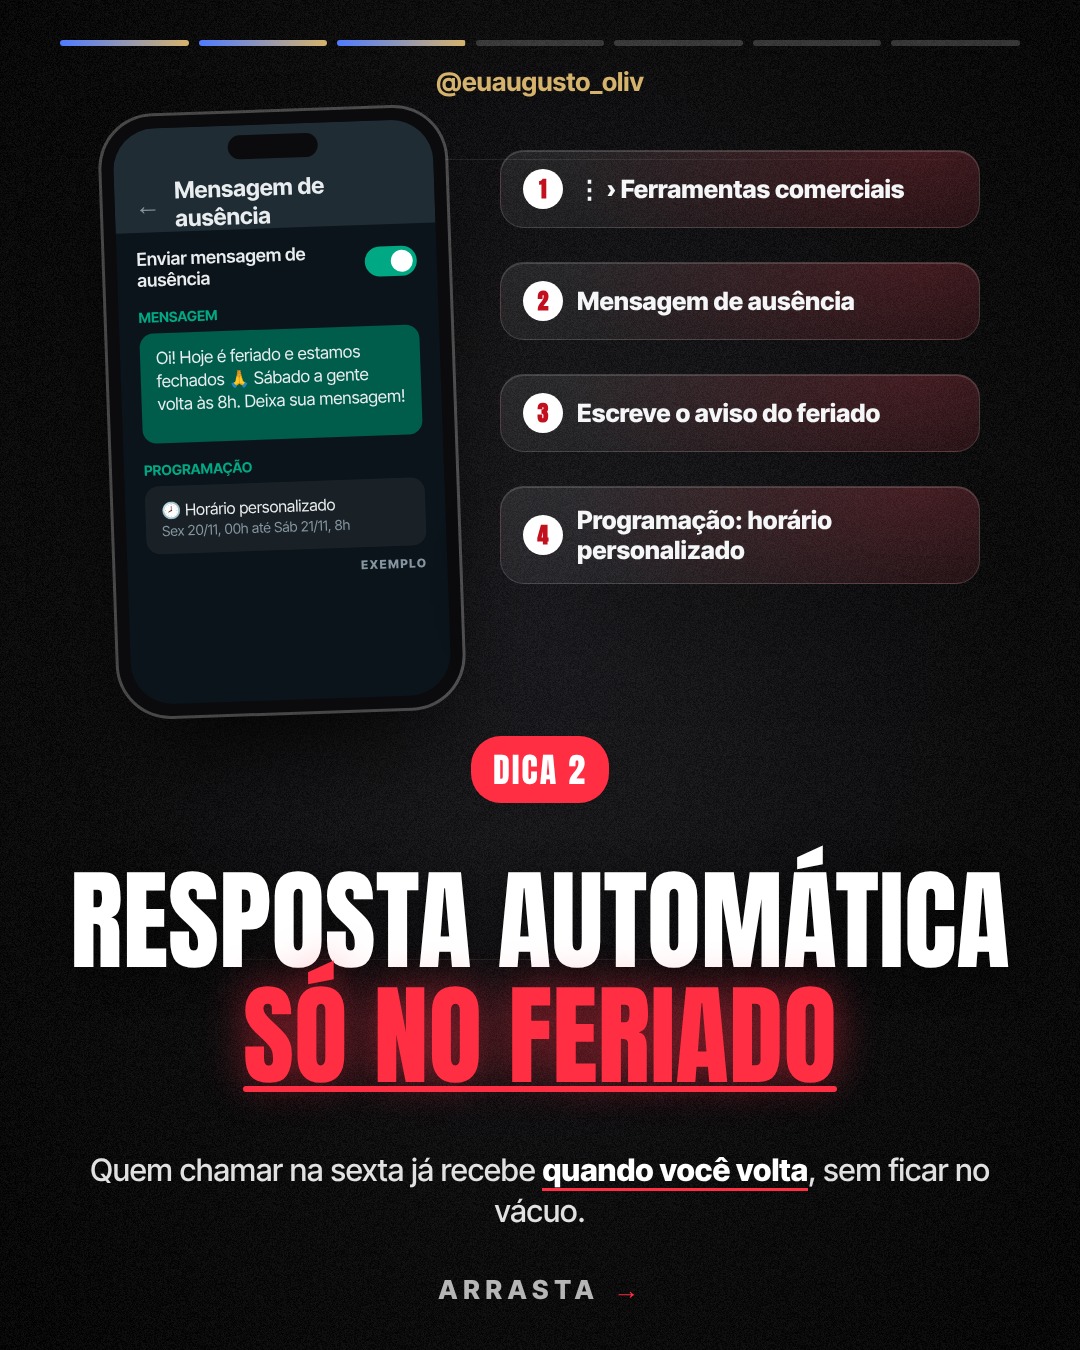 @euaugusto_oliv
← Mensagem de
ausência
Enviar mensagem de
ausência
MENSAGEM
Oi! Hoje é feriado e estamos
fechados 🙏 Sábado a gente
volta às 8h. Deixa sua mensagem!
PROGRAMAÇÃO
🕗 Horário personalizado
Sex 20/11, 00h até Sáb 21/11, 8h
EXEMPLO
1 ⋮ › Ferramentas comerciais
2 Mensagem de ausência
3 Escreve o aviso do feriado
4 Programação: horário
personalizado
DICA 2
RESPOSTA AUTOMÁTICA
SÓ NO FERIADO
Quem chamar na sexta já recebe quando você volta, sem ficar no
vácuo.
ARRASTA →